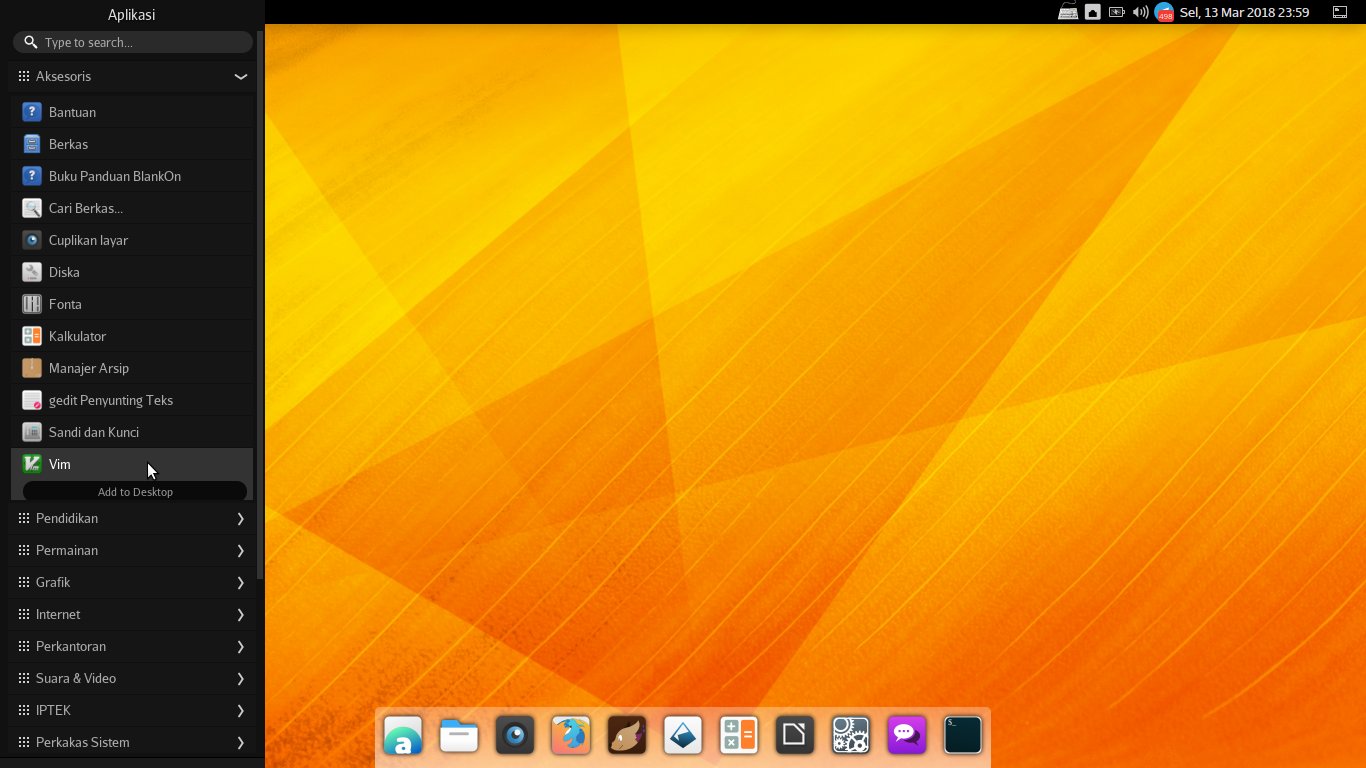 Aplikasi
Sel, 13 Mar 2018 23:59
498
Type to search...
Aksesoris
Bantuan
Berkas
Buku Panduan BlankOn
Cari Berkas...
Cuplikan layar
Diska
Fonta
Kalkulator
Manajer Arsip
gedit Penyunting Teks
Sandi dan Kunci
Vim
Add to Desktop
Pendidikan
Permainan
Grafik
Internet
Perkantoran
Suara & Video
IPTEK
Perkakas Sistem
a
$_